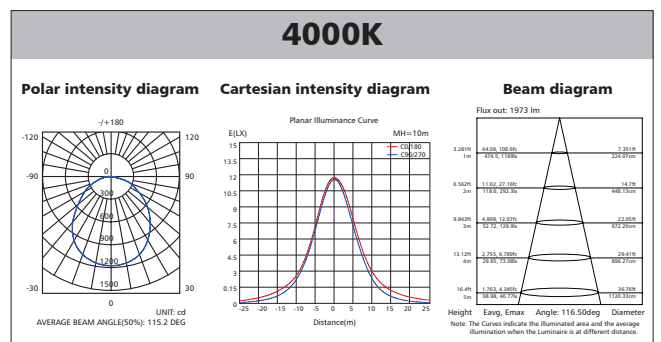 4000K
Polar intensity diagram
Cartesian intensity diagram
Beam diagram
-/+180
-120
120
-90
90
-30
30
0
0
300
600
900
1200
1500
UNIT: cd
AVERAGE BEAM ANGLE(50%): 115.2 DEG
Planar Illuminance Curve
E(LX)
MH=10m
C0/180
C90/270
15
13.5
12
10.5
9
7.5
6
4.5
3
0.15
0
-25 -20 -15 -10 -5 0 5 10 15 20 25
Distance(m)
Flux out: 1973 lm
3.281ft 44.08, 108.6fc 7.351ft
1m 474.5, 1169lx 224.07cm
6.562ft 11.02, 27.16fc 14.7ft
2m 118.6, 292.3lx 448.13cm
9.842ft 4.898, 12.07fc 22.05ft
3m 52.72, 129.9lx 672.20cm
13.12ft 2.755, 6.789fc 29.41ft
4m 29.65, 73.08lx 896.27cm
16.4ft 1.763, 4.345fc 36.76ft
5m 08.98, 46.77lx 1120.33cm
Height Eavg, Emax Angle: 116.50deg Diameter
Note: The Curves indicate the illuminated area and the average
illumination when the Luminaire is at different distance.